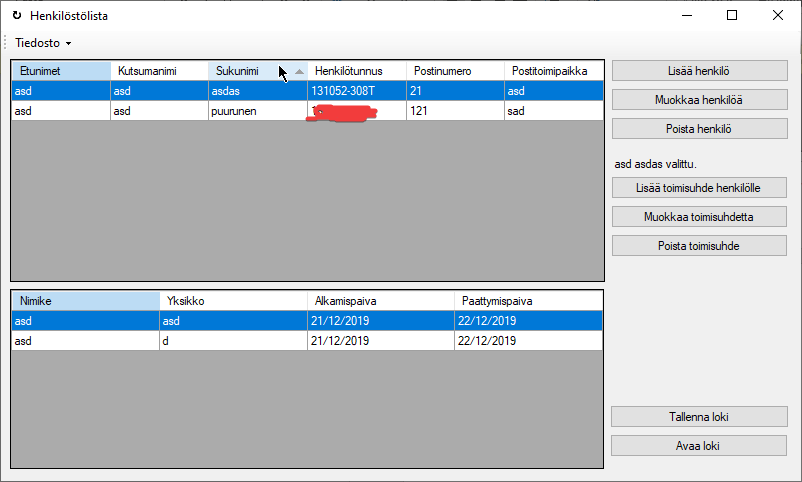 Henkilöstölista
Tiedosto
Etunimet Kutsumanimi Sukunimi Henkilötunnus Postinumero Postitoimipaikka
asd asd asdas 131052-308T 21 asd
asd asd puurunen 121 sad
Lisää henkilö
Muokkaa henkilöä
Poista henkilö
asd asdas valittu.
Lisää toimisuhde henkilölle
Muokkaa toimisuhdetta
Poista toimisuhde
Nimike Yksikko Alkamispaiva Paattymispaiva
asd asd 21/12/2019 22/12/2019
asd d 21/12/2019 22/12/2019
Tallenna loki
Avaa loki